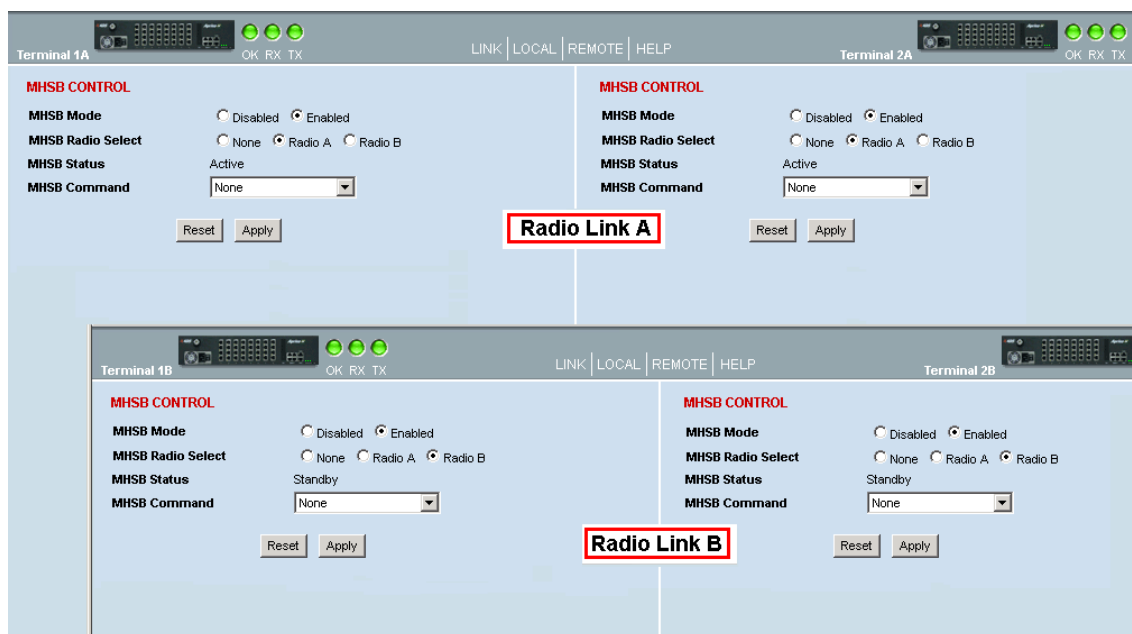 Terminal 1A OK RX TX LINK LOCAL REMOTE HELP Terminal 2A OK RX TX
MHSB CONTROL
MHSB Mode Disabled Enabled
MHSB Radio Select None Radio A Radio B
MHSB Status Active
MHSB Command None
Reset Apply
MHSB CONTROL
MHSB Mode Disabled Enabled
MHSB Radio Select None Radio A Radio B
MHSB Status Active
MHSB Command None
Reset Apply
Radio Link A
Terminal 1B OK RX TX LINK LOCAL REMOTE HELP Terminal 2B
MHSB CONTROL
MHSB Mode Disabled Enabled
MHSB Radio Select None Radio A Radio B
MHSB Status Standby
MHSB Command None
Reset Apply
MHSB CONTROL
MHSB Mode Disabled Enabled
MHSB Radio Select None Radio A Radio B
MHSB Status Standby
MHSB Command None
Reset Apply
Radio Link B